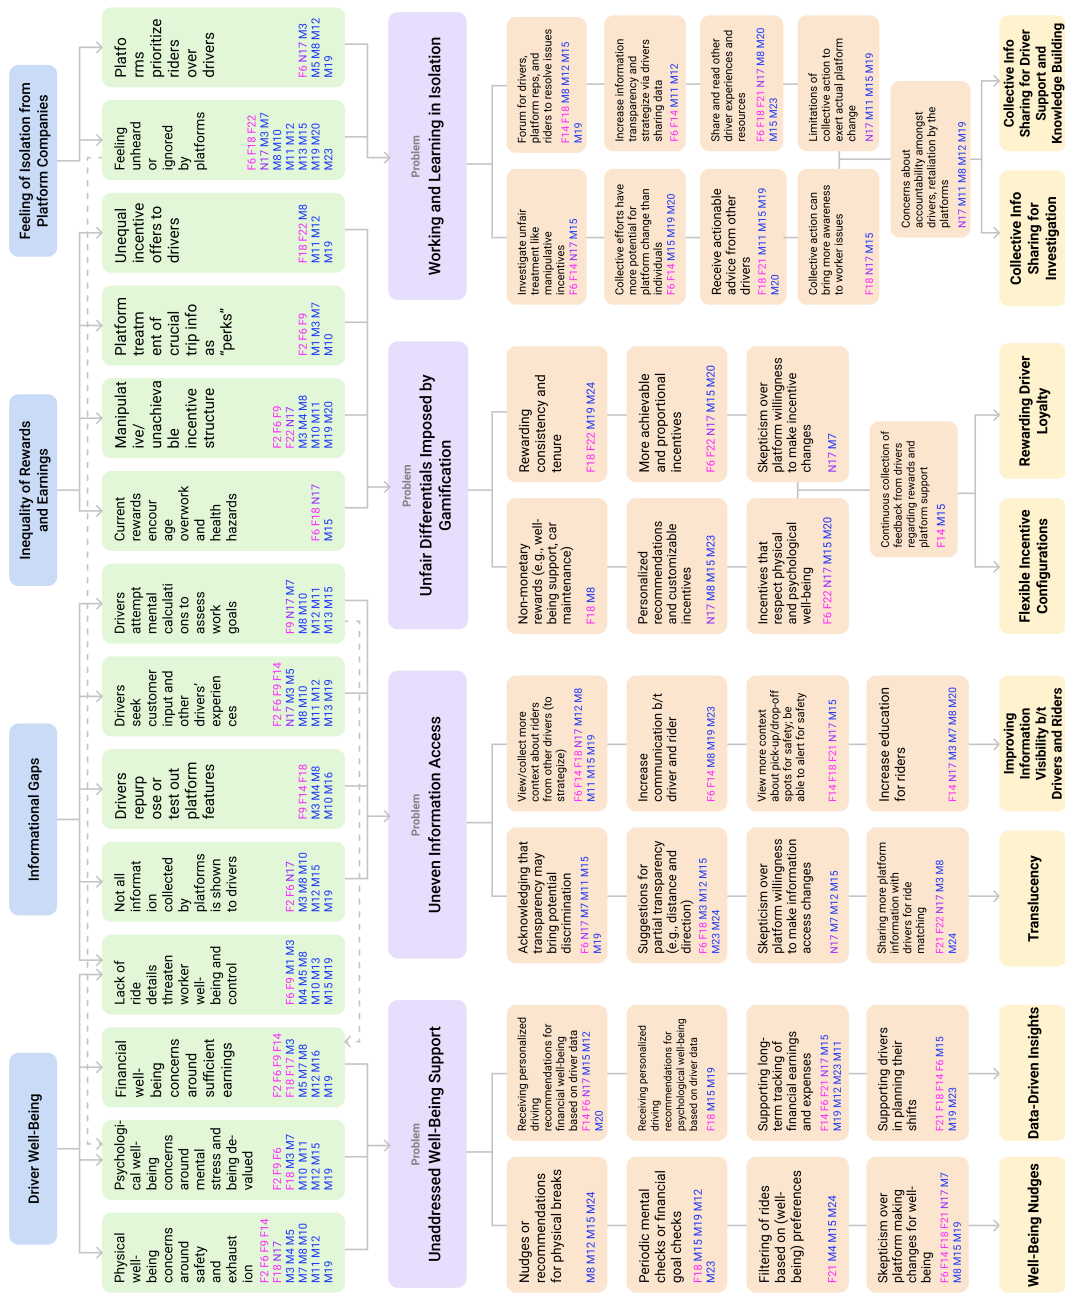 Driver Well-Being
Informational Gaps
Inequality of Rewards
and Earnings
Feeling of Isolation from
Platform Companies
Physical
well-
being
concerns
around
safety
and
exhaust
ion
F2 F6 F9 F14
F18 N17
M3 M4 M5
M7 M8 M10
M11 M12
M19
Psychologi-
cal well-
being
concerns
around
mental
stress and
being de-
valued
F2 F9 F6
F18 M3 M7
M10 M11
M12 M15
M19
Financial
well-
being
concerns
around
sufficient
earnings
F2 F6 F9 F14
F18 F17 M3
M5 M7 M8
M12 M16
M19
Lack of
ride
details
threaten
worker
well-
being and
control
F6 F9 M1 M3
M4 M5 M8
M10 M13
M15 M19
Not all
informat
ion
collected
by
platforms
is shown
to drivers
F2 F6 N17
M3 M8 M10
M12 M15
M19
Drivers
repurp
ose or
test out
platform
features
F9 F14 F18
M3 M4 M8
M10 M16
Drivers
seek
customer
input and
other
drivers’
experien
ces
F2 F6 F9 F14
N17 M3 M5
M8 M10
M11 M12
M13 M19
Drivers
attempt
mental
calculati
ons to
assess
work
goals
F9 N17 M7
M8 M10
M12 M11
M13 M15
Current
rewards
encour
age
overwork
and
health
hazards
F6 F18 N17
M15
Manipulat
ive/
unachieva
ble
incentive
structure
F2 F6 F9
F22 N17
M3 M4 M8
M10 M11
M19 M20
Platform
treatm
ent of
crucial
trip info
as
“perks”
F2 F6 F9
M1 M3 M7
M10
Unequal
incentive
offers to
drivers
F18 F22 M8
M11 M12
M19
Feeling
unheard
or
ignored
by
platforms
F6 F18 F22
N17 M3 M7
M8 M10
M11 M12
M13 M15
M19 M20
M23
Platfo
rms
prioritize
riders
over
drivers
F6 N17 M3
M5 M8 M12
M19
Problem
Unaddressed Well-Being Support
Problem
Uneven Information Access
Problem
Unfair Differentials Imposed by
Gamification
Problem
Working and Learning in Isolation
Nudges or
recommendations
for physical breaks
M8 M12 M15 M24
Receiving personalized
driving
recommendations for
financial well-being
based on driver data
F14 F6 N17 M15 M12
M20
Acknowledging that
transparency may
bring potential
discrimination
F6 N17 M7 M11 M15
M19
View/collect more
context about riders
from other drivers (to
strategize)
F6 F14 F18 N17 M12 M8
M11 M15 M19
Non-monetary
rewards (e.g., well-
being support, car
maintenance)
F18 M8
Rewarding
consistency and
tenure
F18 F22 M19 M24
Investigate unfair
treatment like
manipulative
incentives
F6 F14 N17 M15
Forum for drivers,
platform reps, and
riders to resolve issues
F14 F18 M8 M12 M15
M19
Periodic mental
checks or financial
goal checks
F18 M15 M19 M12
M23
Receiving personalized
driving
recommendations for
psychological well-being
based on driver data
F18 M15 M19
Suggestions for
partial transparency
(e.g., distance and
direction)
F6 F18 M3 M12 M15
M23 M24
Increase
communication b/t
driver and rider
F6 F14 M8 M19 M23
Personalized
recommendations
and customizable
incentives
N17 M8 M15 M23
More achievable
and proportional
incentives
F6 F22 N17 M15 M20
Collective efforts have
more potential for
platform change than
individuals
F6 F14 M15 M19 M20
Increase information
transparency and
strategize via drivers
sharing data
F6 F14 M11 M12
Filtering of rides
based on (well-
being) preferences
F21 M4 M15 M24
Supporting long-
term tracking of
financial earnings
and expenses
F14 F6 F21 N17 M15
M19 M12 M23 M11
Skepticism over
platform willingness
to make information
access changes
N17 M7 M12 M15
View more context
about pick-up/drop-off
spots for safety; be
able to alert for safety
F14 F18 F21 N17 M15
Incentives that
respect physical
and psychological
well-being
F6 F22 N17 M15 M20
Skepticism over
platform willingness
to make incentive
changes
N17 M7
Receive actionable
advice from other
drivers
F18 F21 M11 M15 M19
M20
Share and read other
driver experiences and
resources
F6 F18 F21 N17 M8 M20
M15 M23
Skepticism over
platform making
changes for well-
being
F6 F14 F18 F21 N17 M7
M8 M15 M19
Supporting drivers
in planning their
shifts
F21 F18 F14 F6 M15
M19 M23
Sharing more platform
information with
drivers for ride
matching
F21 F22 N17 M3 M8
M24
Increase education
for riders
F14 N17 M3 M7 M8 M20
Continuous collection of
feedback from drivers
regarding rewards and
platform support
F14 M15
Collective action can
bring more awareness
to worker issues
F18 N17 M15
Limitations of
collective action to
exert actual platform
change
N17 M11 M15 M19
Concerns about
accountability amongst
drivers, retaliation by the
platforms
N17 M11 M8 M12 M19
Well-Being Nudges
Data-Driven Insights
Translucency
Improving
Information
Visibility b/t
Drivers and Riders
Flexible Incentive
Configurations
Rewarding Driver
Loyalty
Collective Info
Sharing for
Investigation
Collective Info
Sharing for Driver
Support and
Knowledge Building